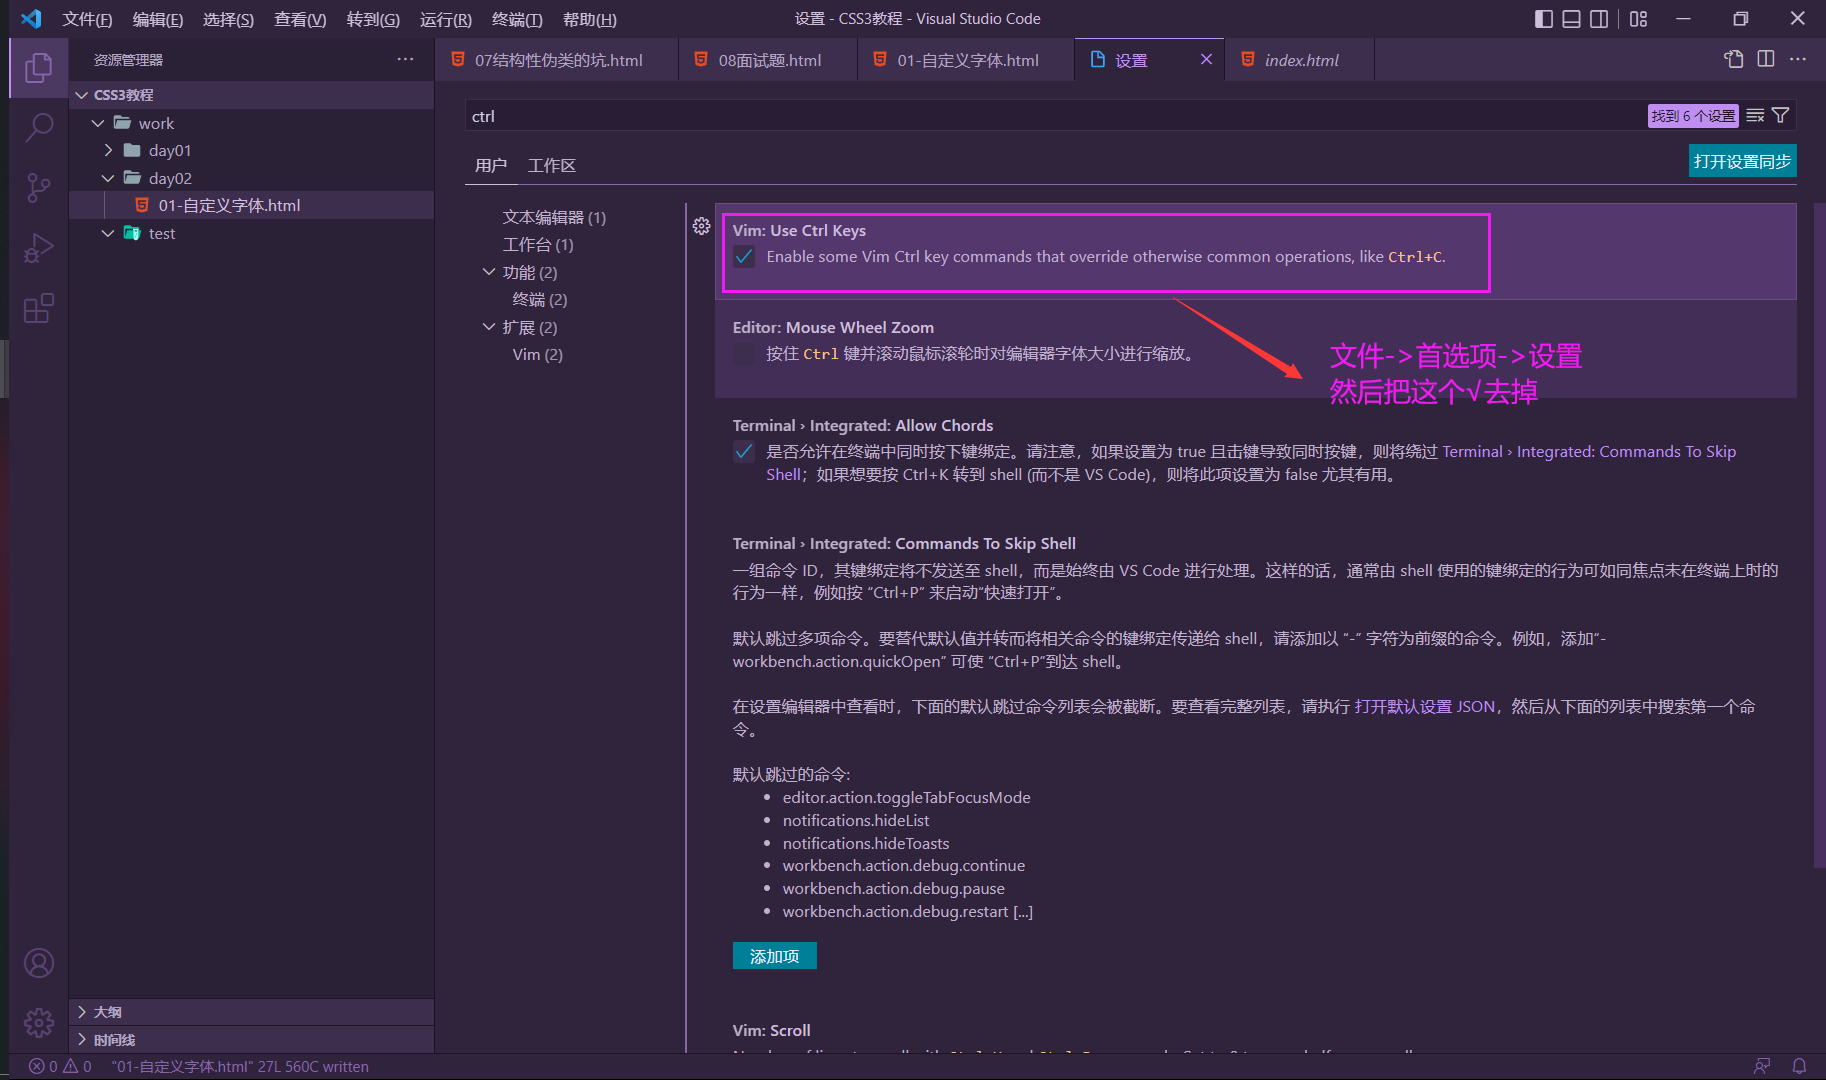 文件(F) 编辑(E) 选择(S) 查看(V) 转到(G) 运行(R) 终端(T) 帮助(H)
设置 - CSS3教程 - Visual Studio Code
资源管理器
07结构性伪类的坑.html
08面试题.html
01-自定义字体.html
设置
index.html
CSS3教程
work
day01
day02
01-自定义字体.html
test
ctrl
找到 6 个设置
用户 工作区
打开设置同步
文本编辑器 (1)
工作台 (1)
功能 (2)
终端 (2)
扩展 (2)
Vim (2)
Vim: Use Ctrl Keys
Enable some Vim Ctrl key commands that override otherwise common operations, like Ctrl+C.
Editor: Mouse Wheel Zoom
按住 Ctrl 键并滚动鼠标滚轮时对编辑器字体大小进行缩放。
文件->首选项->设置
然后把这个√去掉
Terminal › Integrated: Allow Chords
是否允许在终端中同时按下键绑定。请注意，如果设置为 true 且击键导致同时按键，则将绕过 Terminal › Integrated: Commands To Skip
Shell；如果想要按 Ctrl+K 转到 shell (而不是 VS Code)，则将此项设置为 false 尤其有用。
Terminal › Integrated: Commands To Skip Shell
一组命令 ID，其键绑定将不发送至 shell，而是始终由 VS Code 进行处理。这样的话，通常由 shell 使用的键绑定的行为可如同焦点未在终端上时的
行为一样，例如按 “Ctrl+P” 来启动“快速打开”。
默认跳过多项命令。要替代默认值并转而将相关命令的键绑定传递给 shell，请添加以 “-” 字符为前缀的命令。例如，添加“-
workbench.action.quickOpen” 可使 “Ctrl+P”到达 shell。
在设置编辑器中查看时，下面的默认跳过命令列表会被截断。要查看完整列表，请执行 打开默认设置 JSON，然后从下面的列表中搜索第一个命
令。
默认跳过的命令:
• editor.action.toggleTabFocusMode
• notifications.hideList
• notifications.hideToasts
• workbench.action.debug.continue
• workbench.action.debug.pause
• workbench.action.debug.restart [...]
添加项
Vim: Scroll
大纲
时间线
0 0 "01-自定义字体.html" 27L 560C written